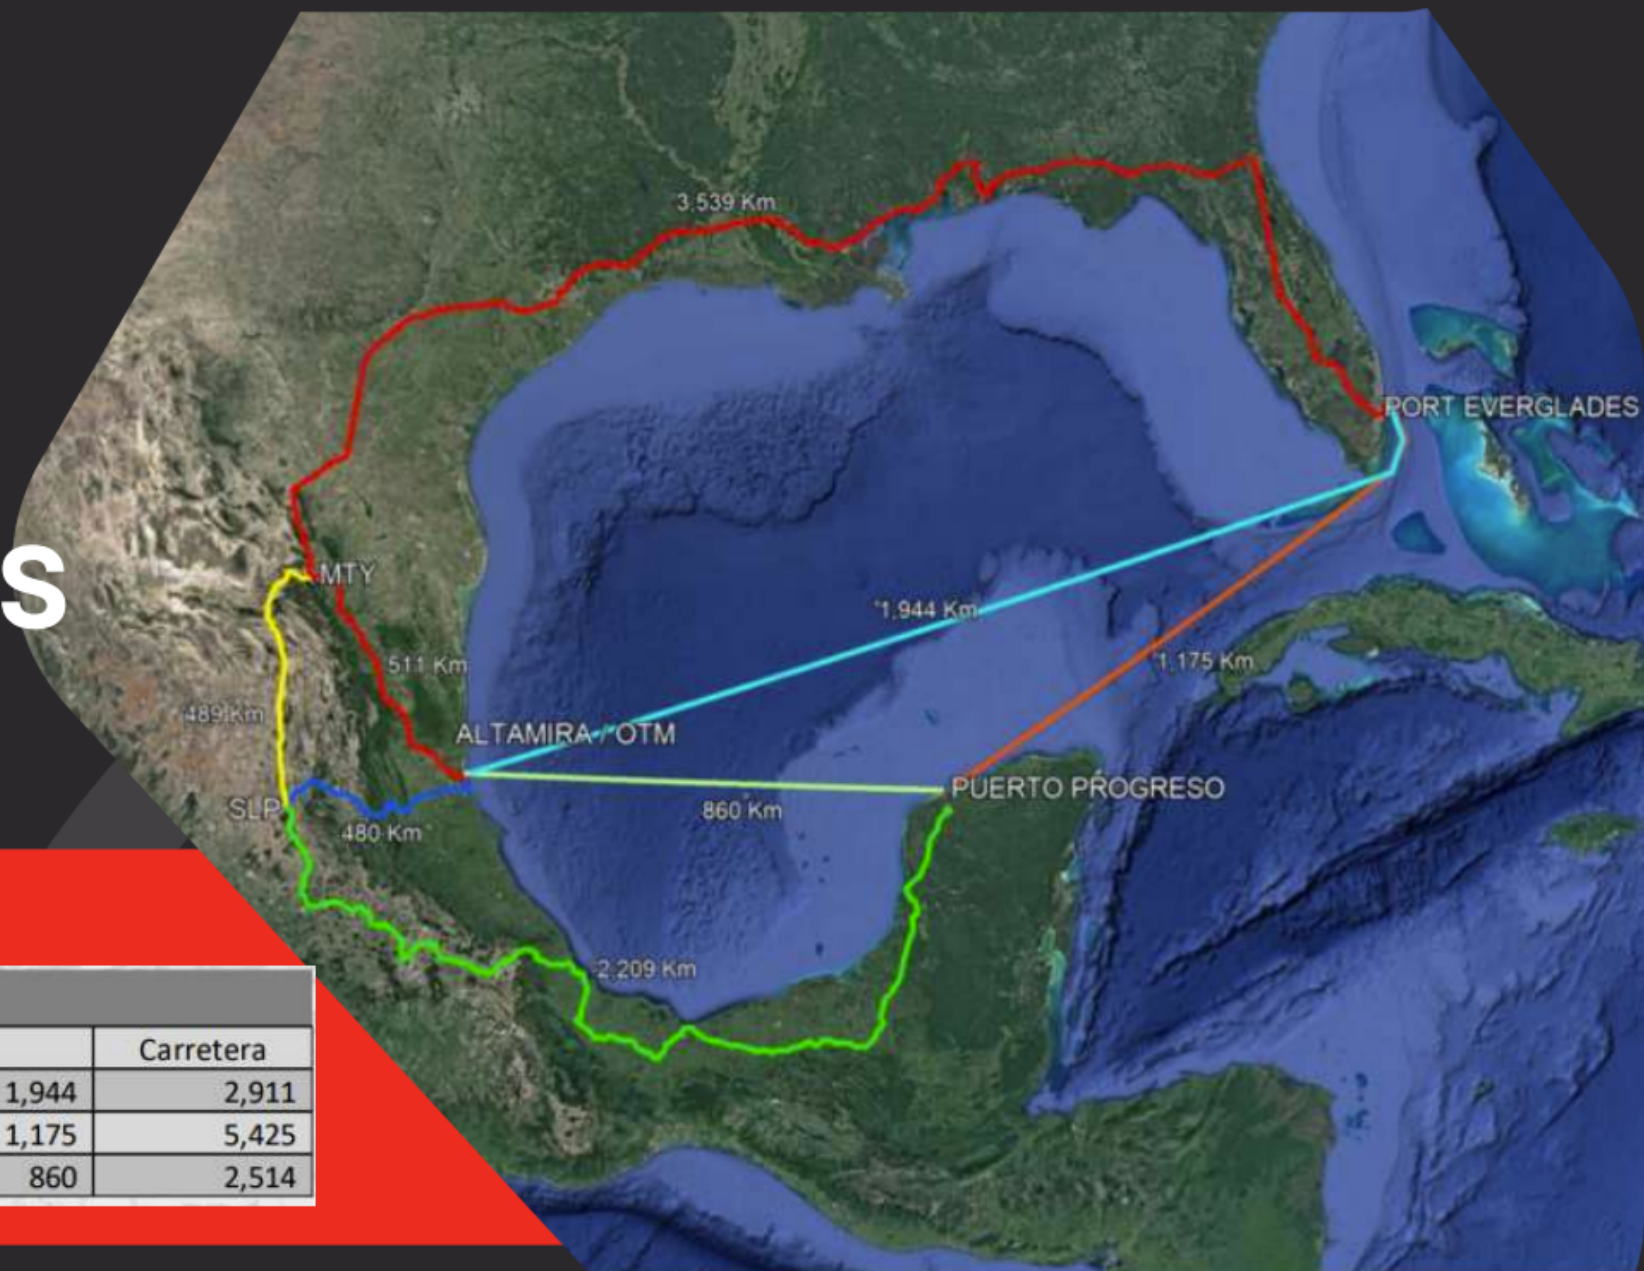 3,539 Km
PORT EVERGLADES
S
MTY
1,944 Km
511 Km
1,175 Km
489 Km
ALTAMIRA / OTM
PUERTO PROGRESO
SLP
860 Km
480 Km
2,209 Km
Carretera
1,944 2,911
1,175 5,425
860 2,514